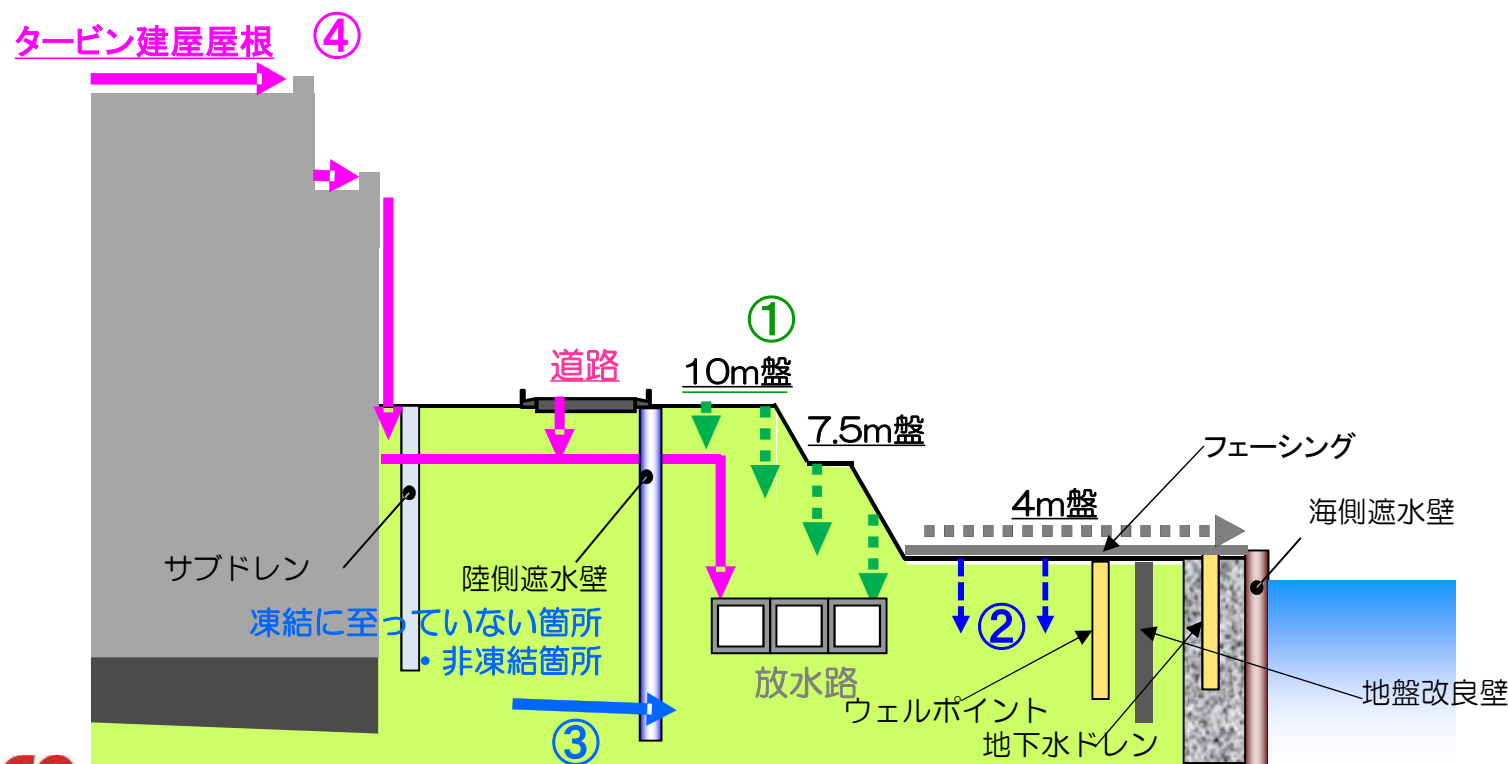 タービン建屋屋根 ④
①
道路
10m盤
7.5m盤
フェーシング
4m盤
海側遮水壁
サブドレン
陸側遮水壁
凍結に至っていない箇所
・非凍結箇所
②
放水路
地盤改良壁
ウェルポイント
③
地下水ドレン